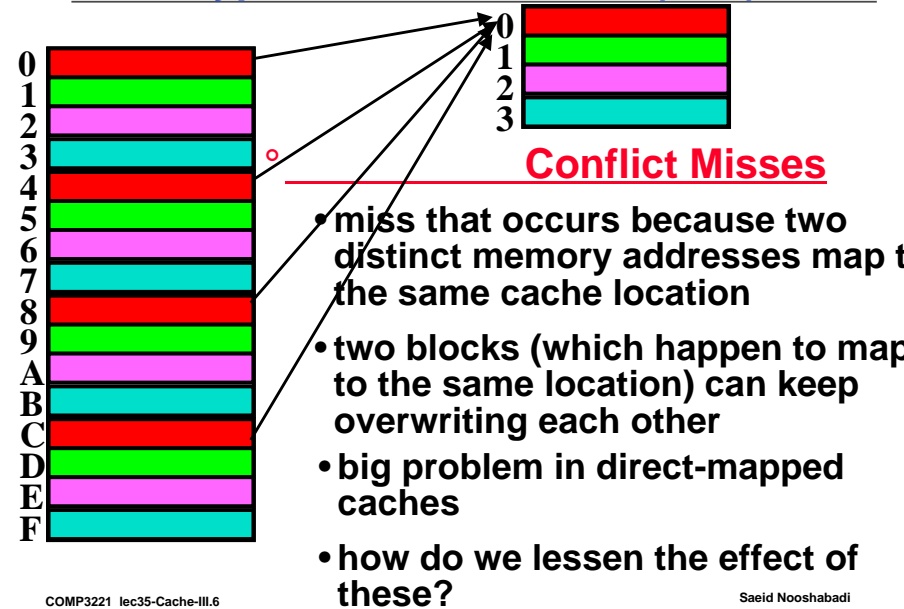 0
1
2
3
4
5
6
7
8
9
A
B
C
D
E
F
0
1
2
3
Conflict Misses
• miss that occurs because two
distinct memory addresses map t
the same cache location
• two blocks (which happen to map
to the same location) can keep
overwriting each other
• big problem in direct-mapped
caches
• how do we lessen the effect of
these?
COMP3221 lec35-Cache-III.6
Saeid Nooshabadi